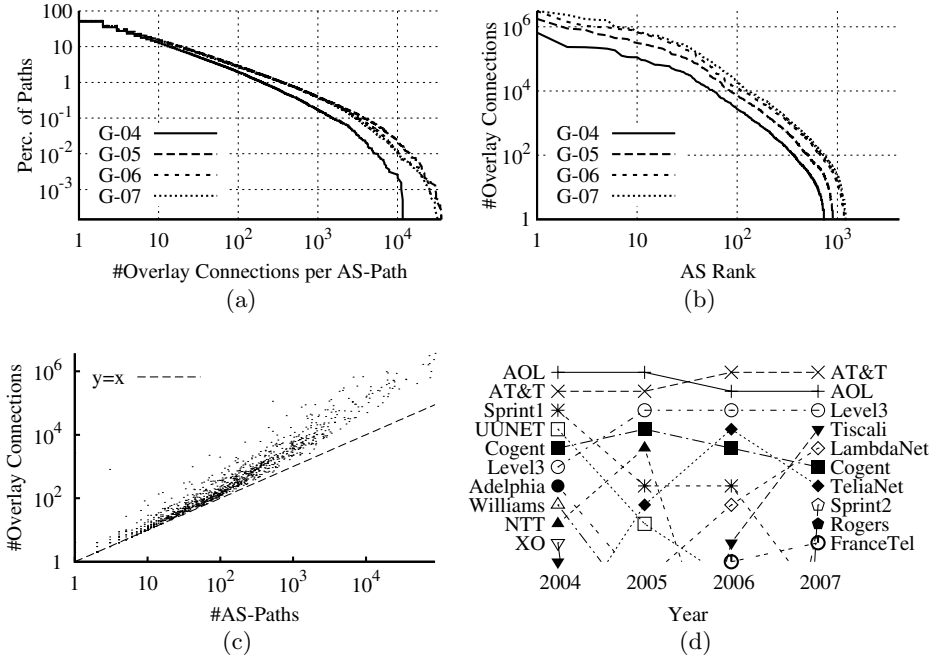 100
10
1
10^-1
10^-2
10^-3
Perc. of Paths
G-04
G-05
G-06
G-07
1 10 10^2 10^3 10^4
#Overlay Connections per AS-Path
(a)
10^6
10^4
10^2
1
#Overlay Connections
G-04
G-05
G-06
G-07
1 10 10^2 10^3
AS Rank
(b)
10^6
10^4
10^2
1
#Overlay Connections
y=x
1 10 10^2 10^3 10^4
#AS-Paths
(c)
AOL
AT&T
Sprint1
UUNET
Cogent
Level3
Adelphia
Williams
NTT
XO
AT&T
AOL
Level3
Tiscali
LambdaNet
Cogent
TeliaNet
Sprint2
Rogers
FranceTel
2004 2005 2006 2007
Year
(d)